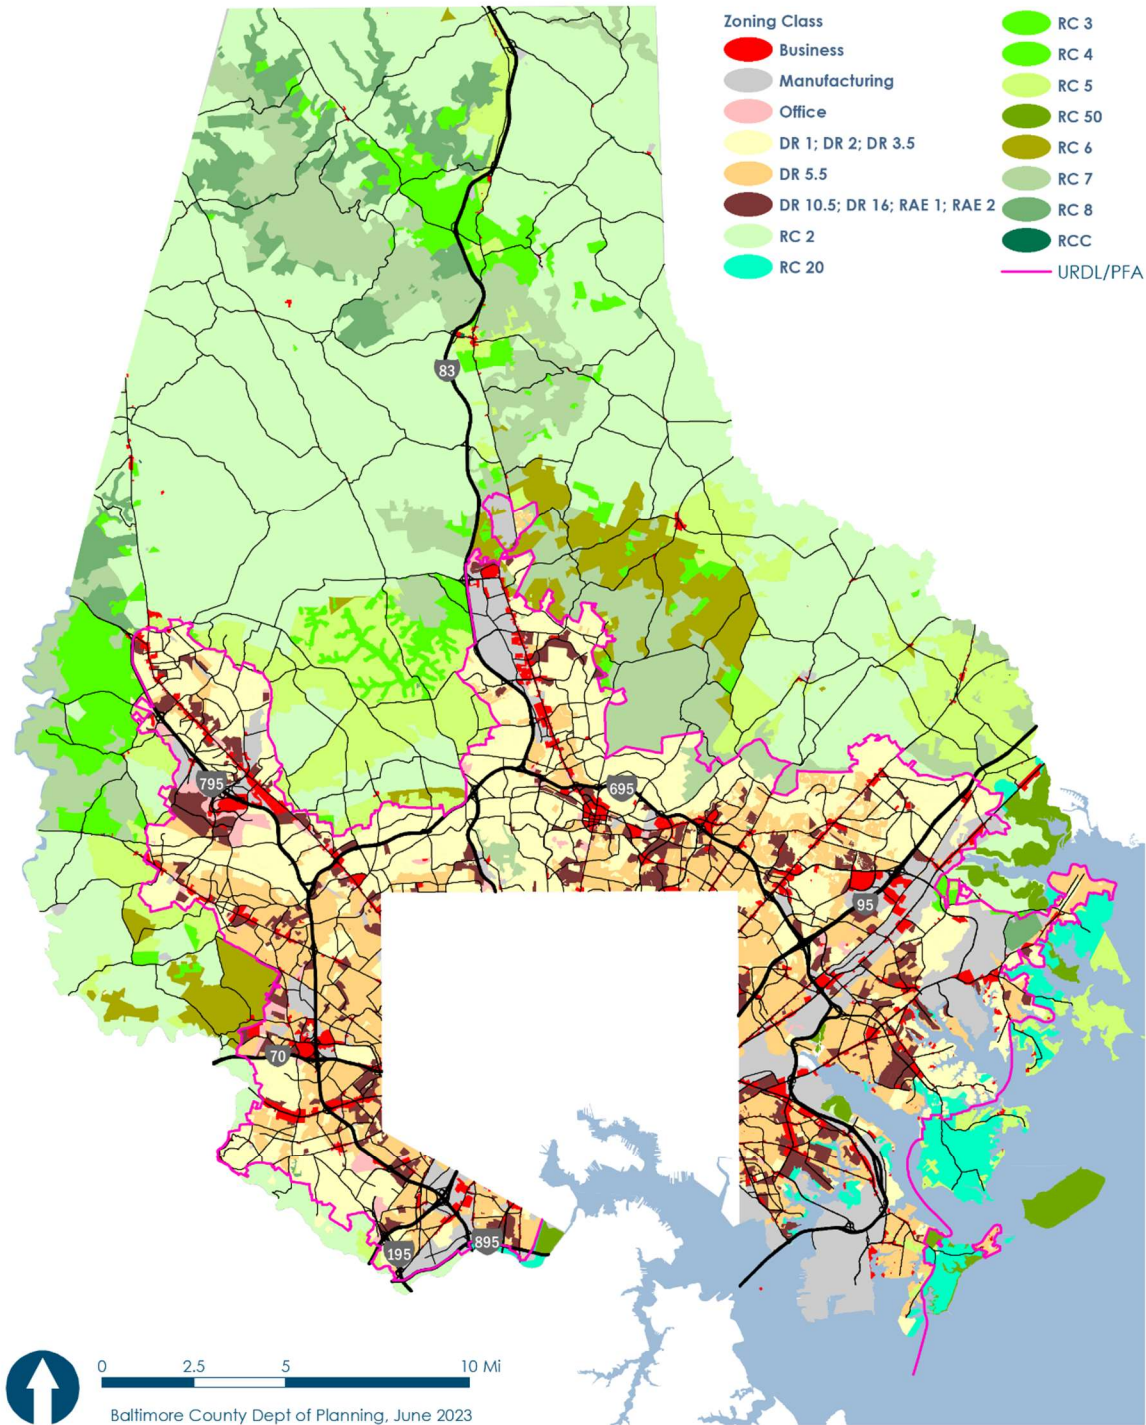 Zoning Class
Business
Manufacturing
Office
DR 1; DR 2; DR 3.5
DR 5.5
DR 10.5; DR 16; RAE 1; RAE 2
RC 2
RC 20
RC 3
RC 4
RC 5
RC 50
RC 6
RC 7
RC 8
RCC
URDL/PFA
83
795
695
95
70
195
895
0 2.5 5 10 Mi
Baltimore County Dept of Planning, June 2023